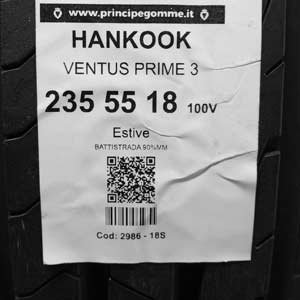 www.principegomme.it
HANKOOK
VENTUS PRIME 3
235 55 18 100V
Estive
BATTISTRADA 90%MM
Cod: 2986 - 18S